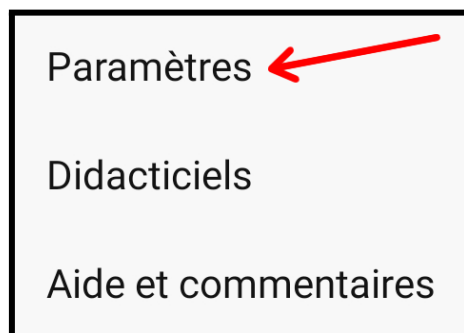 Paramètres
Didacticiels
Aide et commentaires